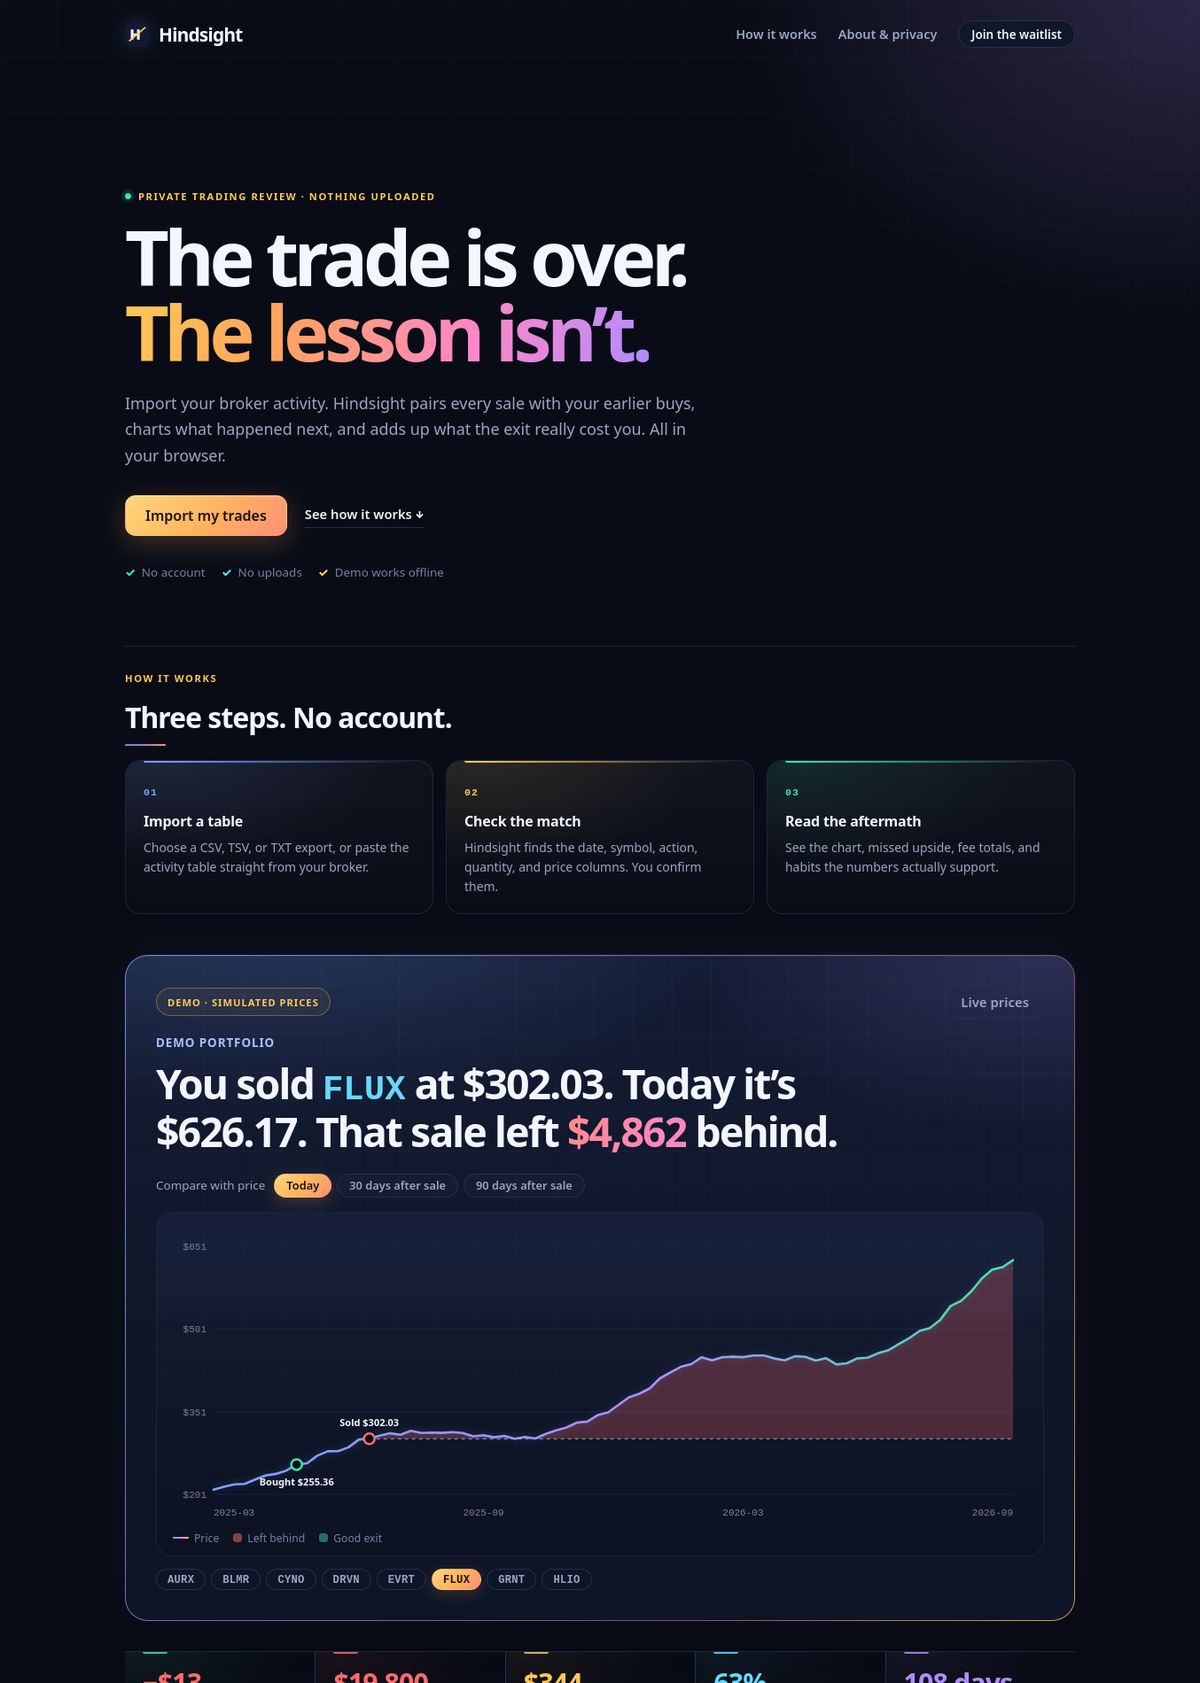 Hindsight
How it works
About & privacy
Join the waitlist
PRIVATE TRADING REVIEW · NOTHING UPLOADED
The trade is over.
The lesson isn’t.
Import your broker activity. Hindsight pairs every sale with your earlier buys,
charts what happened next, and adds up what the exit really cost you. All in
your browser.
Import my trades
See how it works ↓
✓ No account
✓ No uploads
✓ Demo works offline
HOW IT WORKS
Three steps. No account.
01
Import a table
Choose a CSV, TSV, or TXT export, or paste the
activity table straight from your broker.
02
Check the match
Hindsight finds the date, symbol, action,
quantity, and price columns. You confirm
them.
03
Read the aftermath
See the chart, missed upside, fee totals, and
habits the numbers actually support.
DEMO · SIMULATED PRICES
Live prices
DEMO PORTFOLIO
You sold FLUX at $302.03. Today it’s
$626.17. That sale left $4,862 behind.
Compare with price
Today
30 days after sale
90 days after sale
$651
$501
$351
$201
Sold $302.03
Bought $255.36
2025-03
2025-09
2026-03
2026-09
Price
Left behind
Good exit
AURX
BLMR
CYNO
DRVN
EVRT
FLUX
GRNT
HLIO
$19,800
$344
63%
108 days